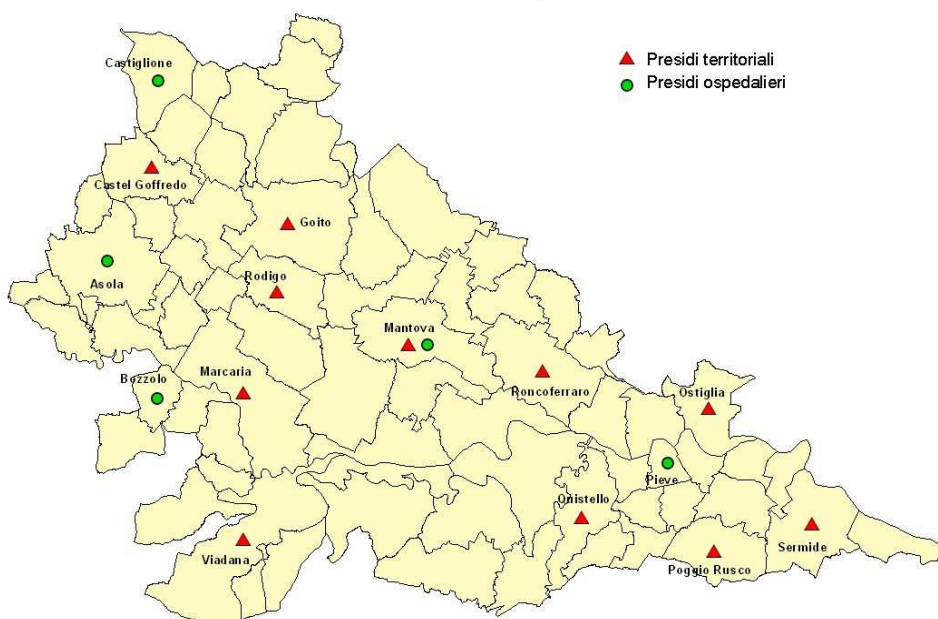 Presidi territoriali
Presidi ospedalieri
Castiglione
Castel Goffredo
Goito
Asola
Rodigo
Mantova
Bozzolo
Marcaria
Roncoferraro
Ostiglia
Pieve
Qnistello
Viadana
Poggio Rusco
Sermide